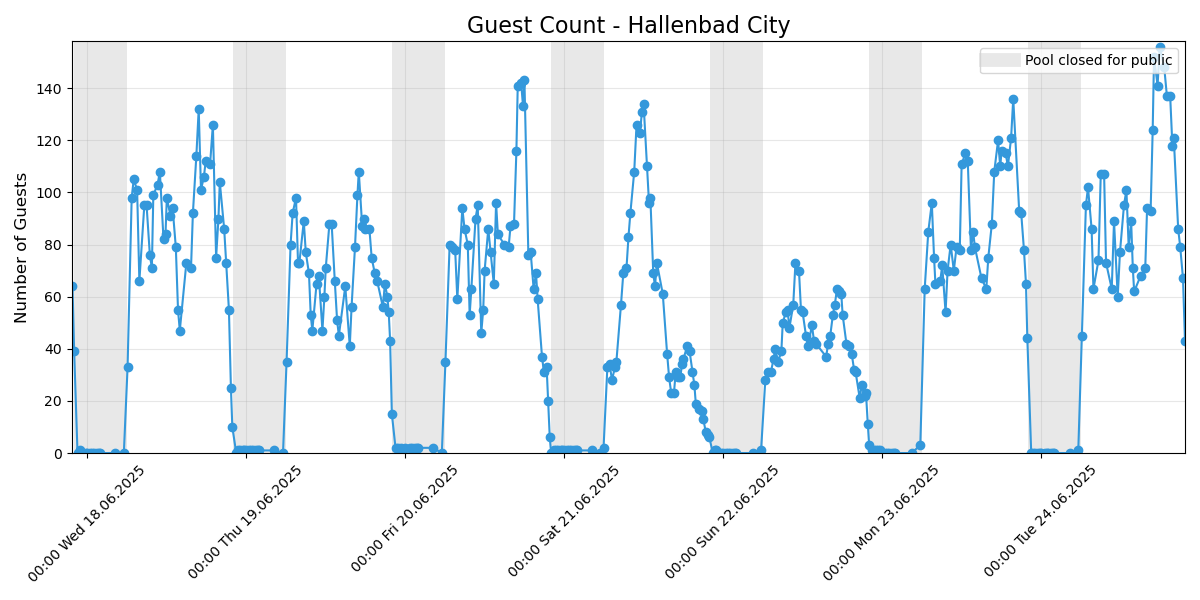 Guest Count - Hallenbad City
Pool closed for public
Number of Guests
140
120
100
80
60
40
20
0
00:00 Wed 18.06.2025
00:00 Thu 19.06.2025
00:00 Fri 20.06.2025
00:00 Sat 21.06.2025
00:00 Sun 22.06.2025
00:00 Mon 23.06.2025
00:00 Tue 24.06.2025